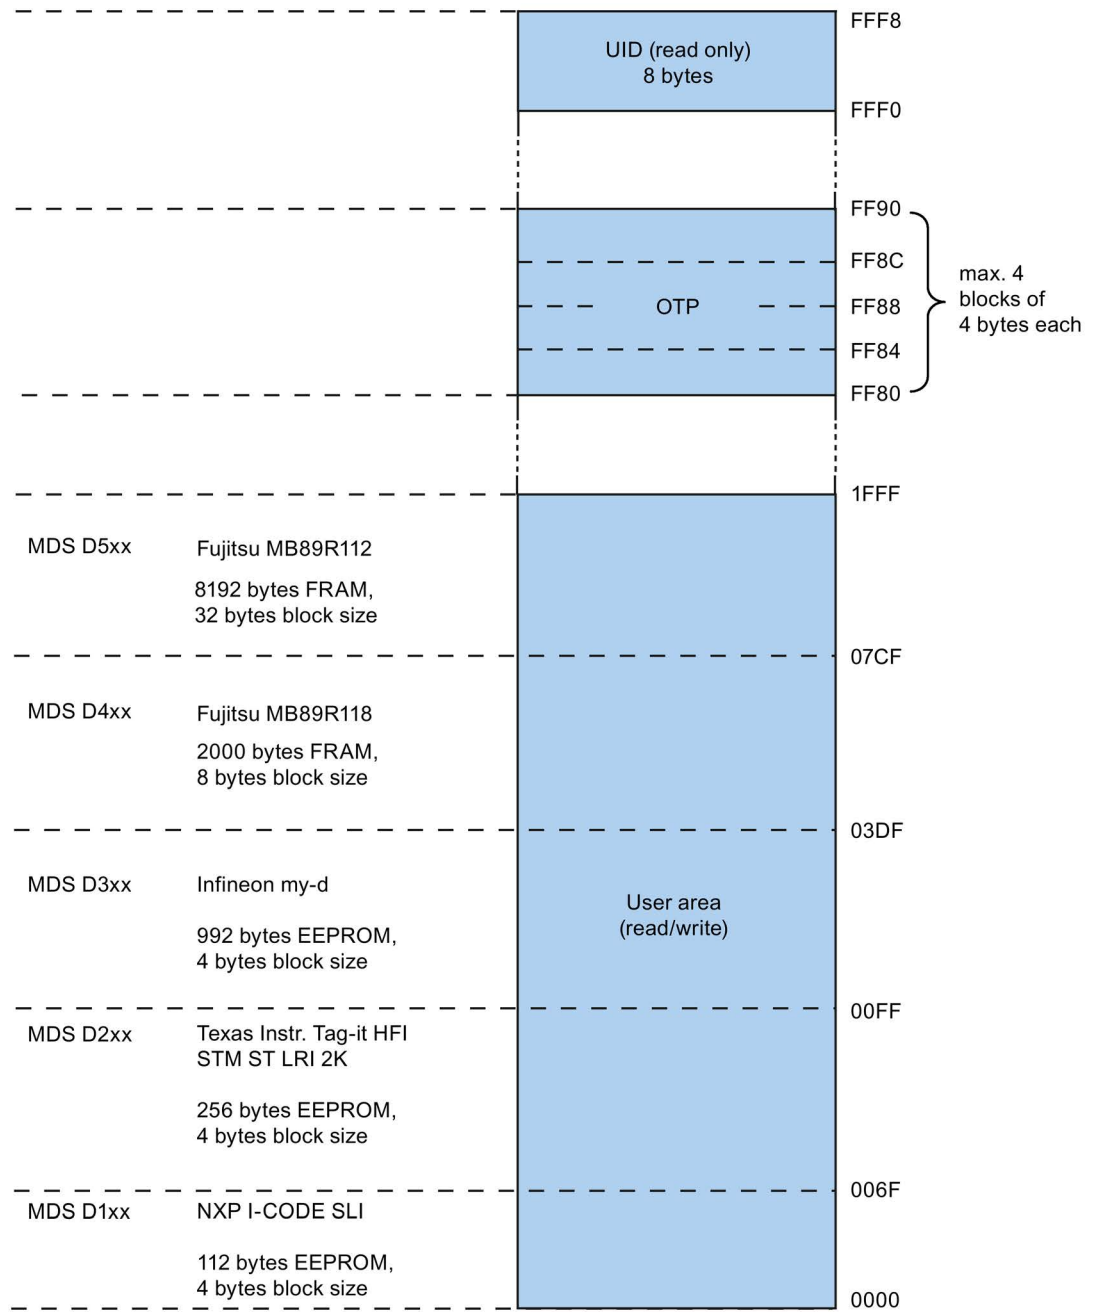 FFF8
UID (read only)
8 bytes
FFF0
FF90
FF8C
max. 4
blocks of
4 bytes each
OTP
FF88
FF84
FF80
1FFF
MDS D5xx
Fujitsu MB89R112
8192 bytes FRAM,
32 bytes block size
07CF
MDS D4xx
Fujitsu MB89R118
2000 bytes FRAM,
8 bytes block size
03DF
MDS D3xx
Infineon my-d
992 bytes EEPROM,
4 bytes block size
User area
(read/write)
00FF
MDS D2xx
Texas Instr. Tag-it HFI
STM ST LRI 2K
256 bytes EEPROM,
4 bytes block size
006F
MDS D1xx
NXP I-CODE SLI
112 bytes EEPROM,
4 bytes block size
0000